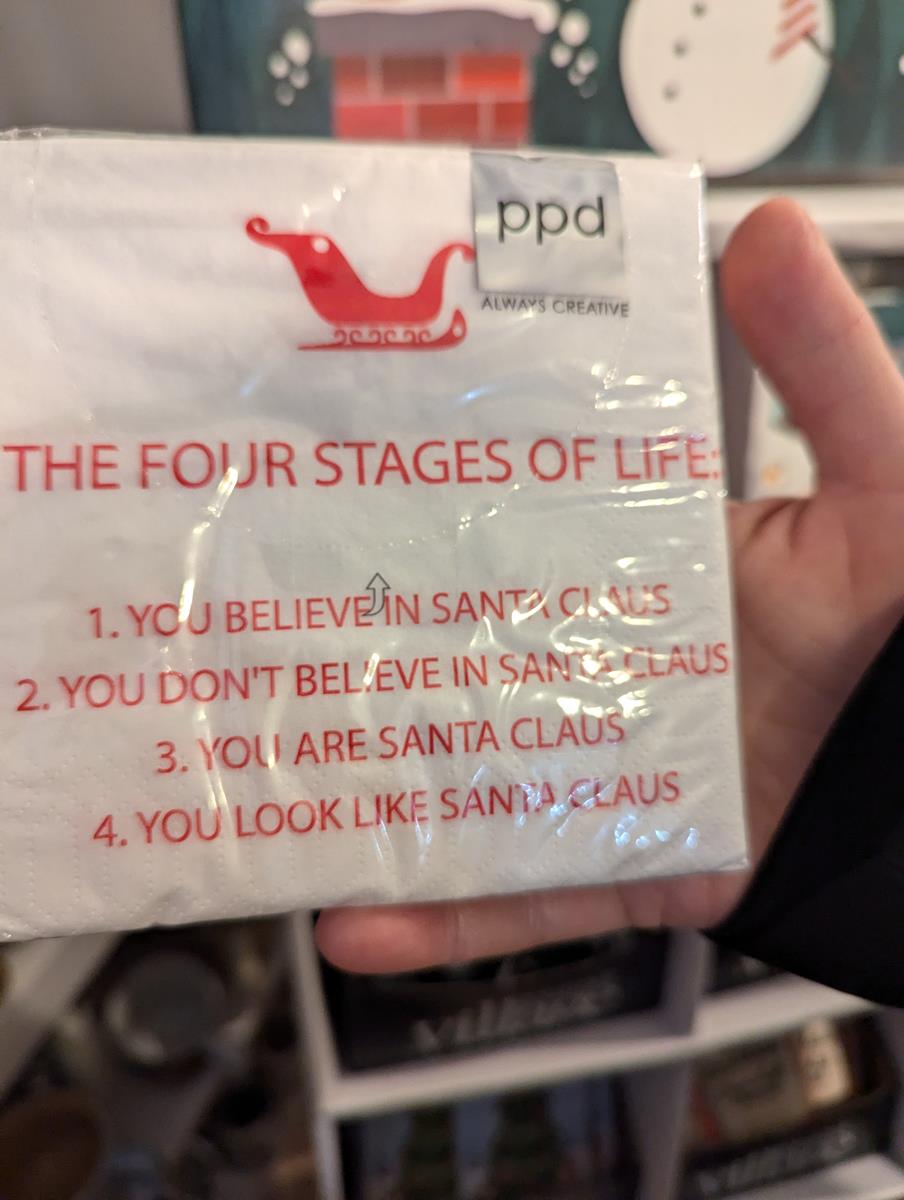 ppd
ALWAYS CREATIVE
THE FOUR STAGES OF LIFE:
1. YOU BELIEVE IN SANTA CLAUS
2. YOU DON'T BELIEVE IN SANTA CLAUS
3. YOU ARE SANTA CLAUS
4. YOU LOOK LIKE SANTA CLAUS